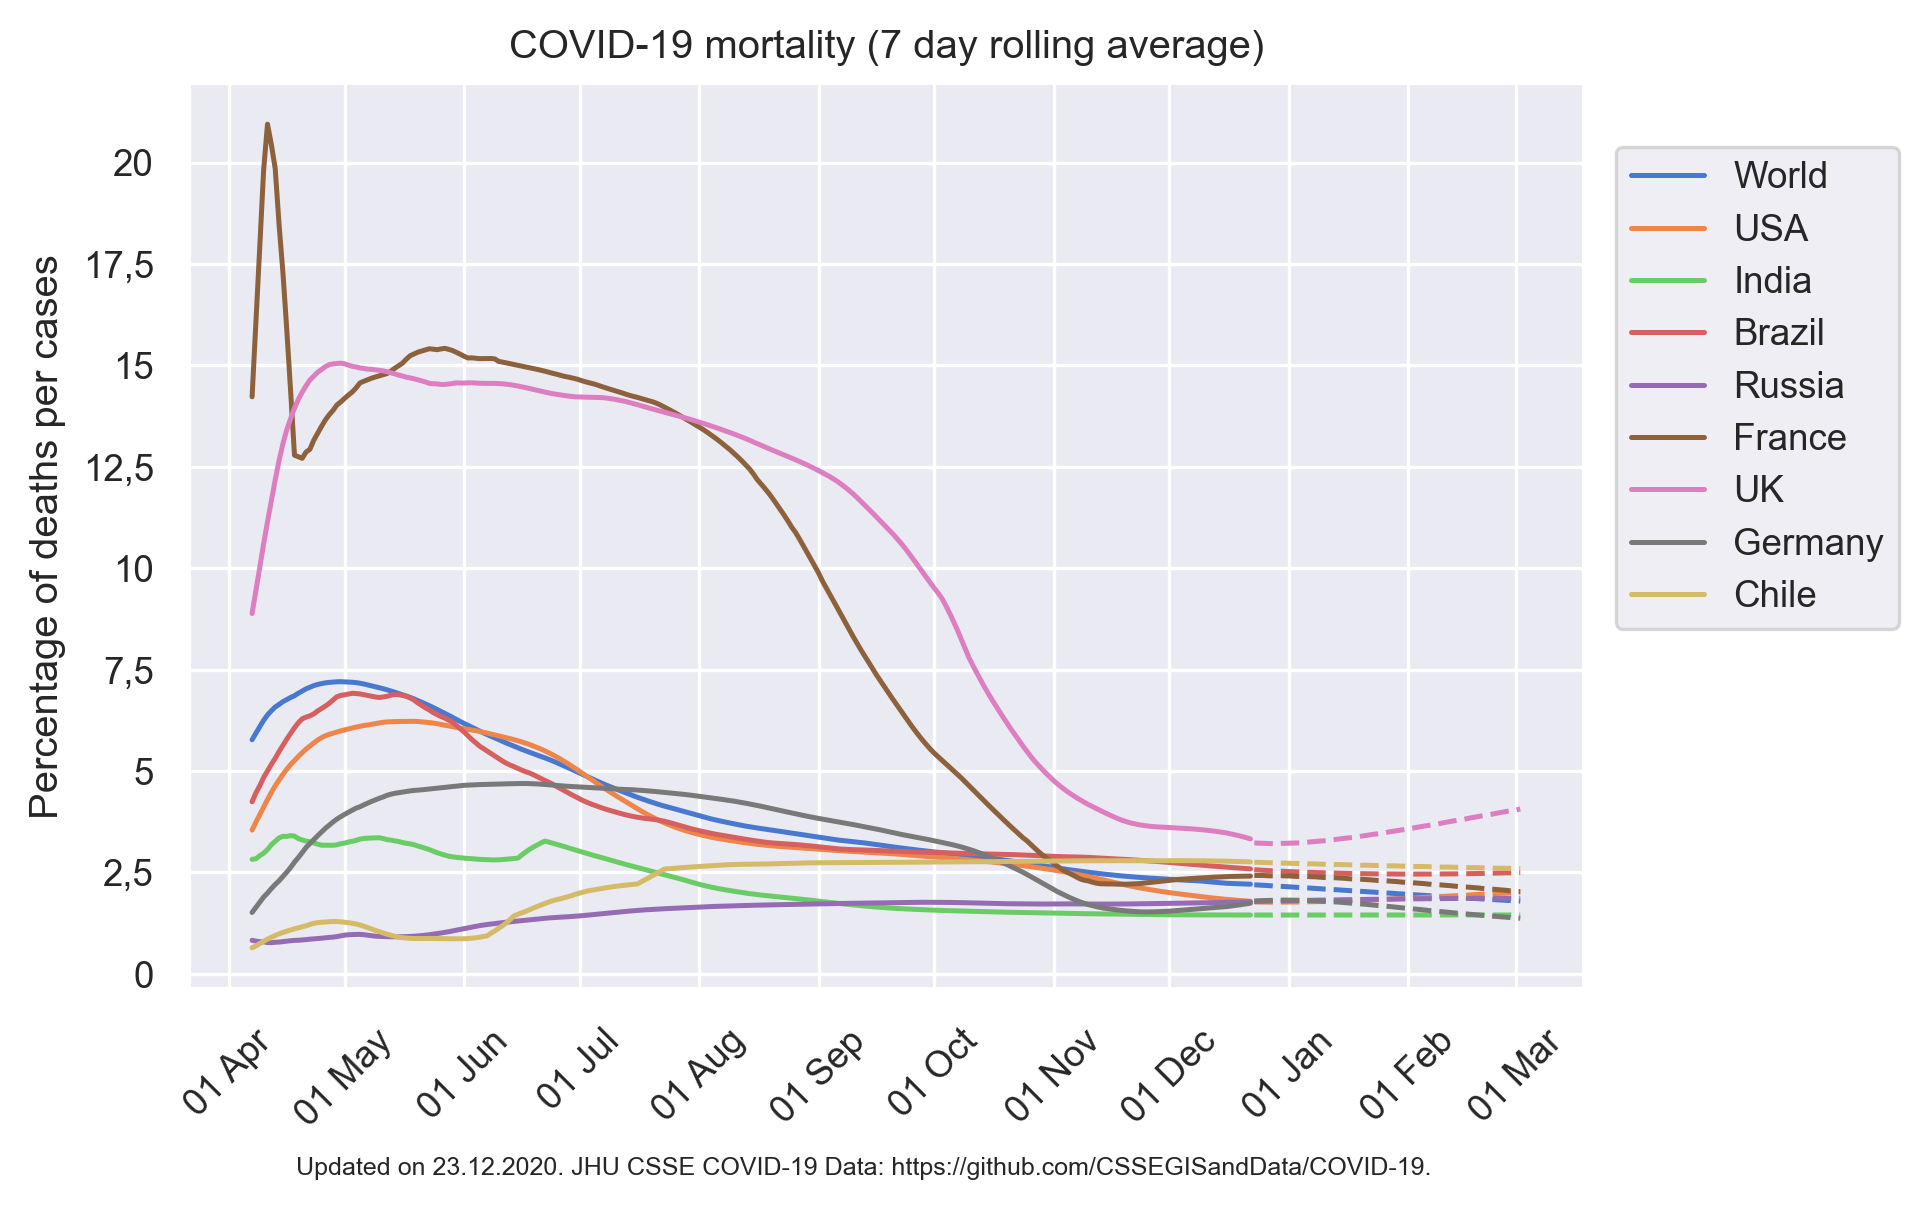 COVID-19 mortality (7 day rolling average)
Percentage of deaths per cases
20
17,5
15
12,5
10
7,5
5
2,5
0
01 Apr
01 May
01 Jun
01 Jul
01 Aug
01 Sep
01 Oct
01 Nov
01 Dec
01 Jan
01 Feb
01 Mar
World
USA
India
Brazil
Russia
France
UK
Germany
Chile
Updated on 23.12.2020. JHU CSSE COVID-19 Data: https://github.com/CSSEGISandData/COVID-19.